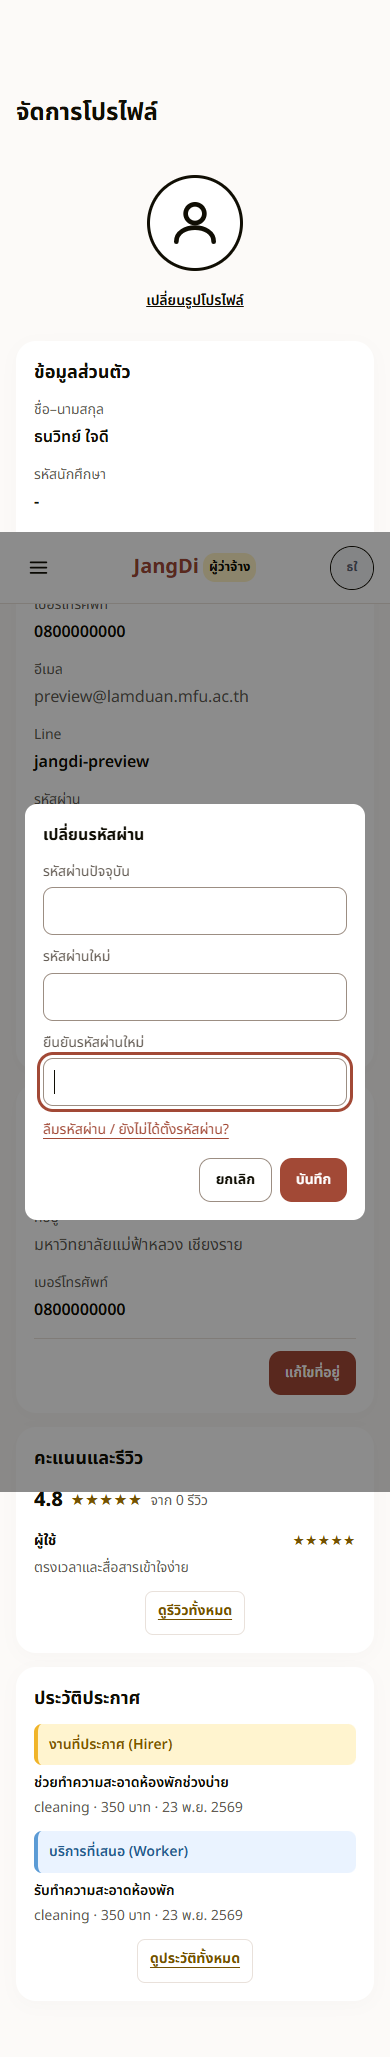 จัดการโปรไฟล์
เปลี่ยนรูปโปรไฟล์
ข้อมูลส่วนตัว
ชื่อ–นามสกุล
ธนวิทย์ ใจดี
รหัสนักศึกษา
-
JangDi ผู้ว่าจ้าง
ธใ
เบอร์โทรศัพท์
0800000000
อีเมล
preview@lamduan.mfu.ac.th
Line
jangdi-preview
รหัสผ่าน
เปลี่ยนรหัสผ่าน
รหัสผ่านปัจจุบัน
รหัสผ่านใหม่
ยืนยันรหัสผ่านใหม่
ลืมรหัสผ่าน / ยังไม่ได้ตั้งรหัสผ่าน?
ยกเลิก
บันทึก
มหาวิทยาลัยแม่ฟ้าหลวง เชียงราย
เบอร์โทรศัพท์
0800000000
แก้ไขที่อยู่
คะแนนและรีวิว
4.8 ★★★★★ จาก 0 รีวิว
ผู้ใช้ ★★★★★
ตรงเวลาและสื่อสารเข้าใจง่าย
ดูรีวิวทั้งหมด
ประวัติประกาศ
งานที่ประกาศ (Hirer)
ช่วยทำความสะอาดห้องพักช่วงบ่าย
cleaning · 350 บาท · 23 พ.ย. 2569
บริการที่เสนอ (Worker)
รับทำความสะอาดห้องพัก
cleaning · 350 บาท · 23 พ.ย. 2569
ดูประวัติทั้งหมด